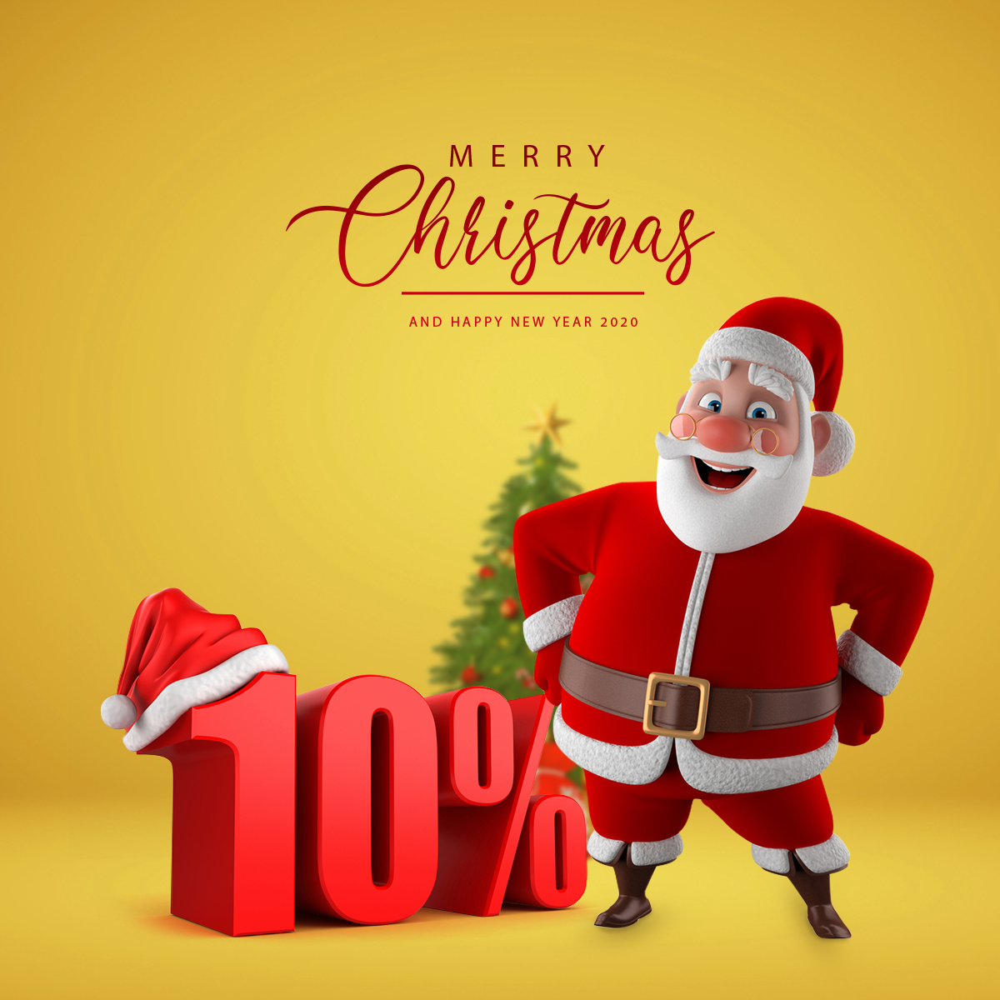 MERRY
Christmas
AND HAPPY NEW YEAR 2020
10%